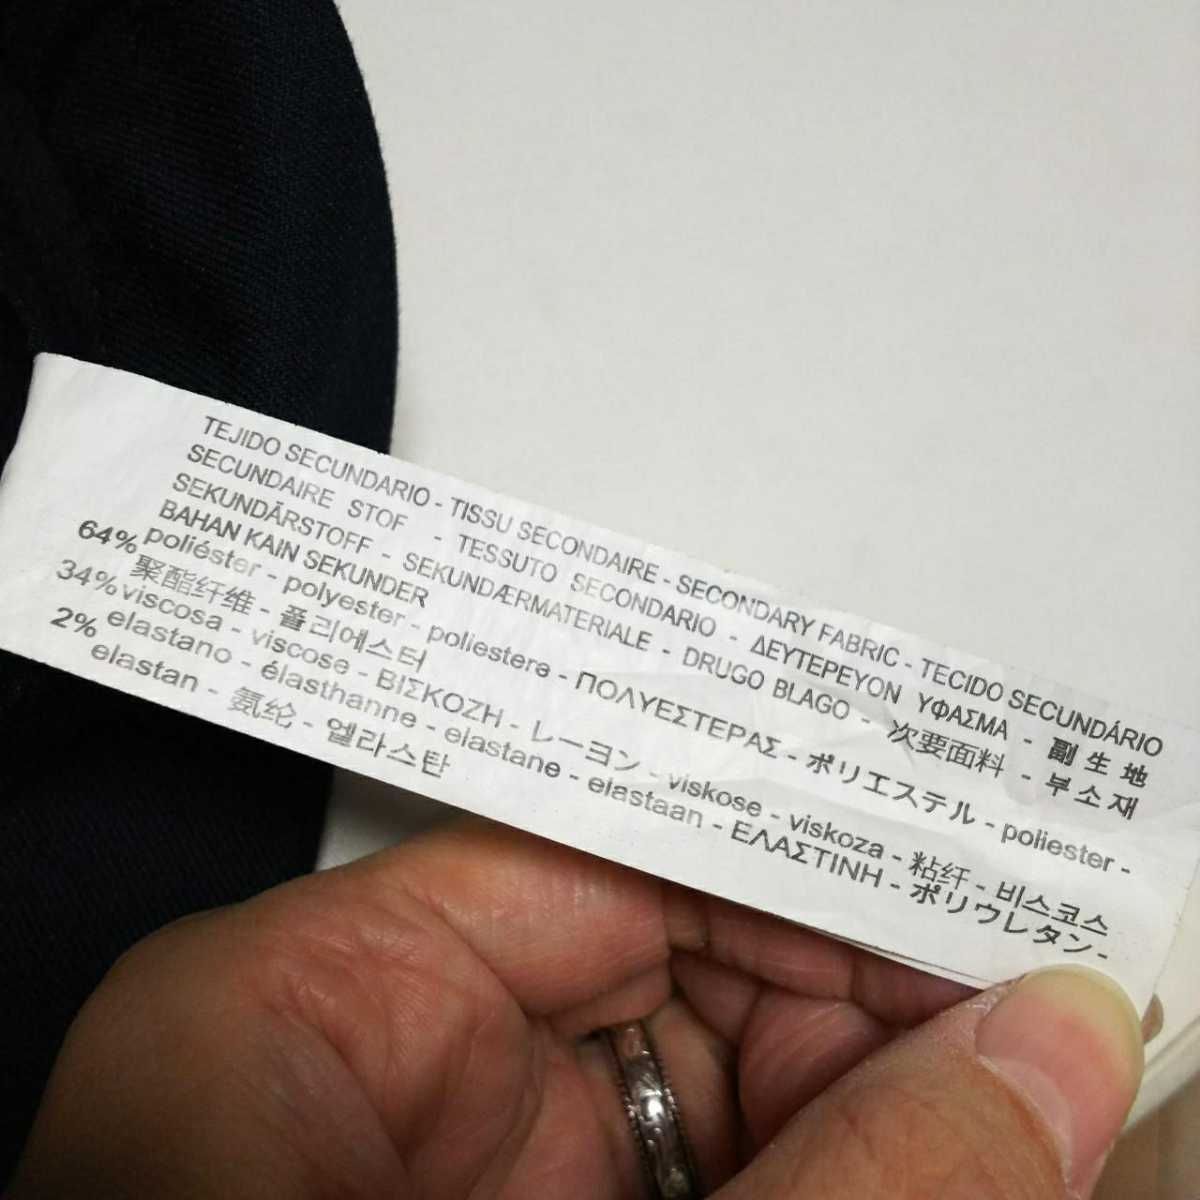 TEJIDO SECUNDARIO - TISSU SECONDAIRE - SECONDARY FABRIC - TECIDO SECUNDÁRIO
SECUNDAIRE STOF - TESSUTO SECONDARIO - ΔΕΥΤΕΡΕΥΟΝ ΥΦΑΣΜΑ - 副生地
SEKUNDÄRSTOFF - SEKUNDÆRMATERIALE - DRUGO BLAGO - 次要面料 - 부소재
BAHAN KAIN SEKUNDER
64% poliéster - polyester - poliestere - ΠΟΛΥΕΣΤΕΡΑΣ - ポリエステル - poliester -
聚酯纤维 - 폴리에스터
34% viscosa - viscose - ΒΙΣΚΟΖΗ - レーヨン - viskose - viskoza - 粘纤 - 비스코스
2% elastano - élasthanne - elastane - elastaan - ΕΛΑΣΤΙΝΗ - ポリウレタン -
elastan - 氨纶 - 엘라스탄